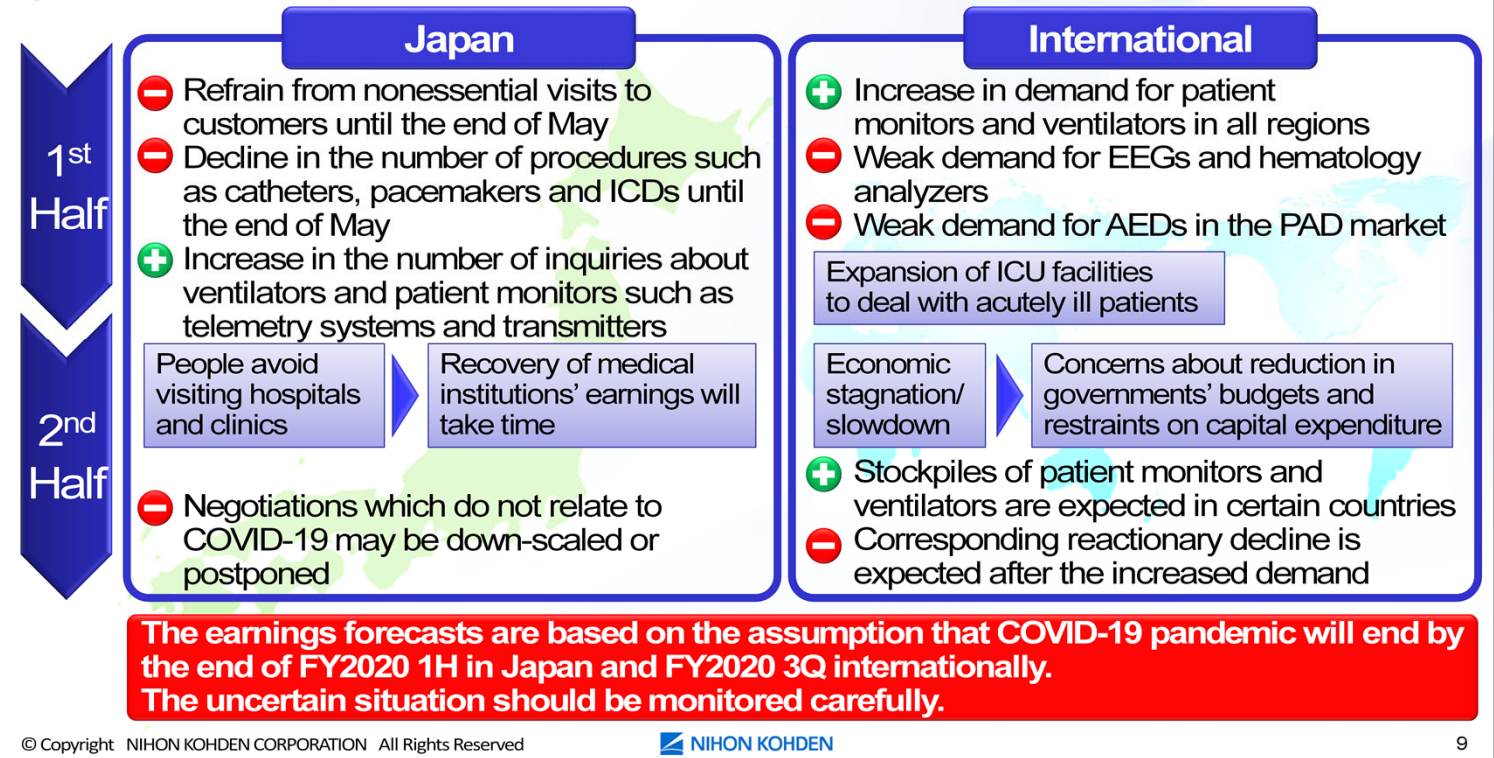 Japan
1st
Half
Refrain from nonessential visits to
customers until the end of May
Decline in the number of procedures such
as catheters, pacemakers and ICDs until
the end of May
Increase in the number of inquiries about
ventilators and patient monitors such as
telemetry systems and transmitters
2nd
Half
People avoid
visiting hospitals
and clinics
Recovery of medical
institutions’ earnings will
take time
Negotiations which do not relate to
COVID-19 may be down-scaled or
postponed
International
Increase in demand for patient
monitors and ventilators in all regions
Weak demand for EEGs and hematology
analyzers
Weak demand for AEDs in the PAD market
Expansion of ICU facilities
to deal with acutely ill patients
Economic
stagnation/
slowdown
Concerns about reduction in
governments’ budgets and
restraints on capital expenditure
Stockpiles of patient monitors and
ventilators are expected in certain countries
Corresponding reactionary decline is
expected after the increased demand
The earnings forecasts are based on the assumption that COVID-19 pandemic will end by
the end of FY2020 1H in Japan and FY2020 3Q internationally.
The uncertain situation should be monitored carefully.
© Copyright NIHON KOHDEN CORPORATION All Rights Reserved
NIHON KOHDEN
9